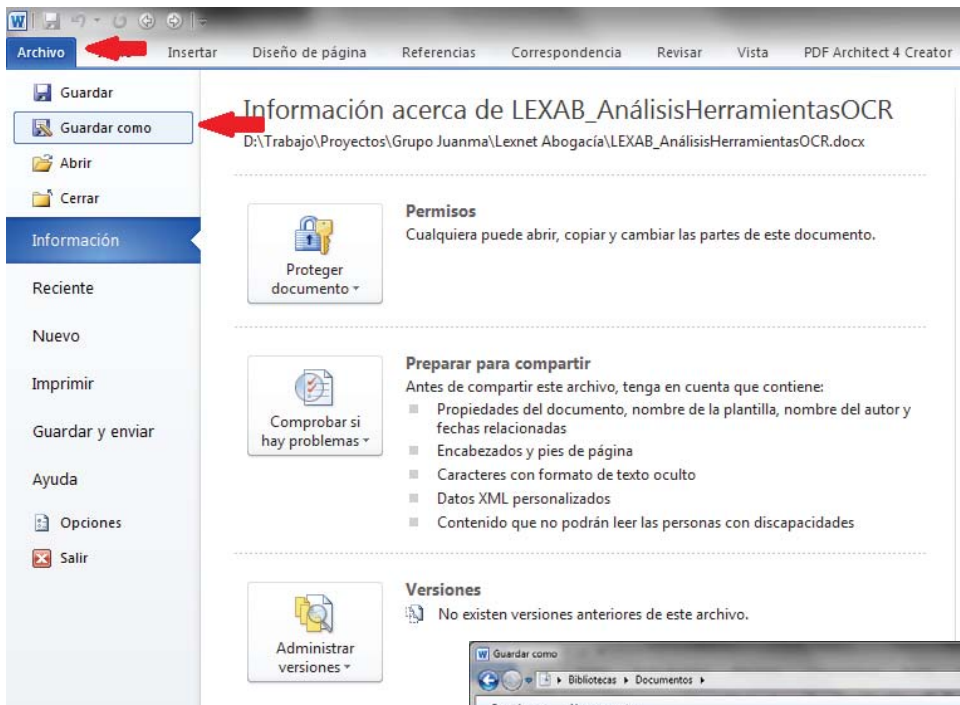 Archivo Insertar Diseño de página Referencias Correspondencia Revisar Vista PDF Architect 4 Creator
Guardar
Guardar como
Abrir
Cerrar
Información
Reciente
Nuevo
Imprimir
Guardar y enviar
Ayuda
Opciones
Salir
Información acerca de LEXAB_AnálisisHerramientasOCR
D:\Trabajo\Proyectos\Grupo Juanma\Lexnet Abogacía\LEXAB_AnálisisHerramientasOCR.docx
Proteger
documento
Permisos
Cualquiera puede abrir, copiar y cambiar las partes de este documento.
Comprobar si
hay problemas
Preparar para compartir
Antes de compartir este archivo, tenga en cuenta que contiene:
Propiedades del documento, nombre de la plantilla, nombre del autor y
fechas relacionadas
Encabezados y pies de página
Caracteres con formato de texto oculto
Datos XML personalizados
Contenido que no podrán leer las personas con discapacidades
Administrar
versiones
Versiones
No existen versiones anteriores de este archivo.
Guardar como
Bibliotecas Documentos